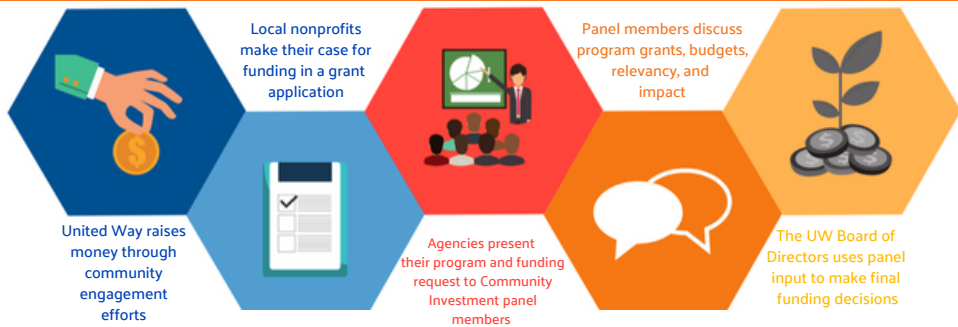 United Way raises
money through
community
engagement
efforts
Local nonprofits
make their case for
funding in a grant
application
Agencies present
their program and funding
request to Community
Investment panel
members
Panel members discuss
program grants, budgets,
relevancy, and
impact
The UW Board of
Directors uses panel
input to make final
funding decisions